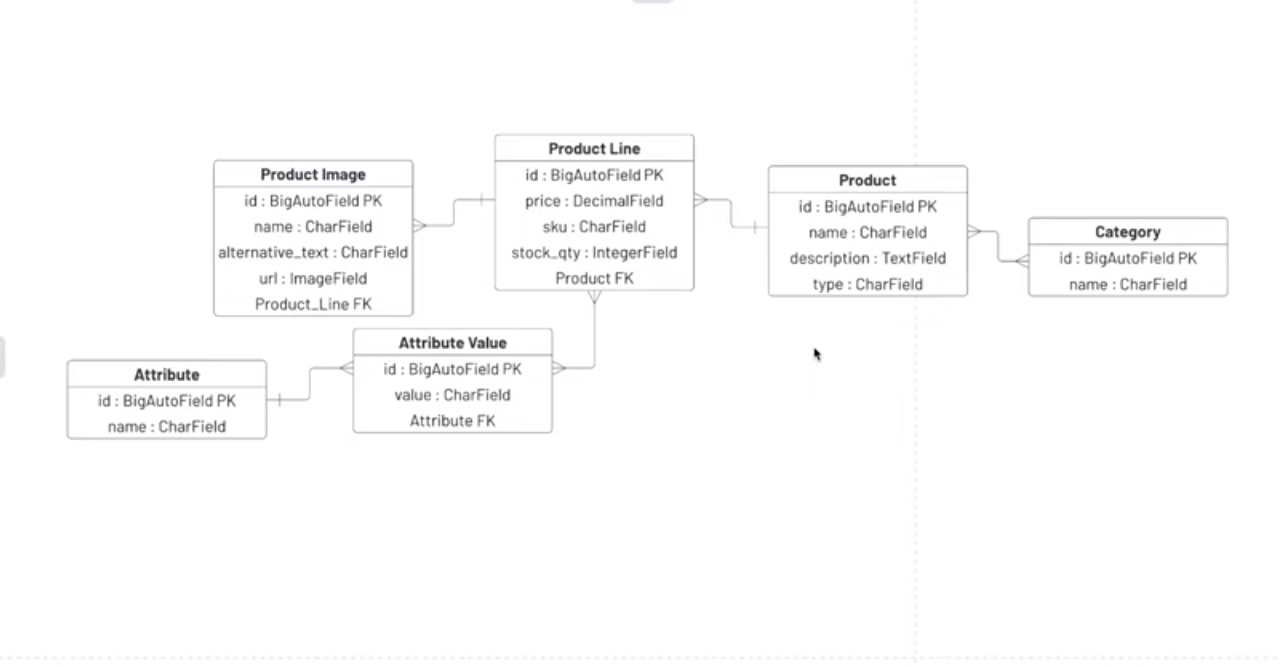 Product Image
id : BigAutoField PK
name : CharField
alternative_text : CharField
url : ImageField
Product_Line FK
Product Line
id : BigAutoField PK
price : DecimalField
sku : CharField
stock_qty : IntegerField
Product FK
Product
id : BigAutoField PK
name : CharField
description : TextField
type : CharField
Category
id : BigAutoField PK
name : CharField
Attribute
id : BigAutoField PK
name : CharField
Attribute Value
id : BigAutoField PK
value : CharField
Attribute FK